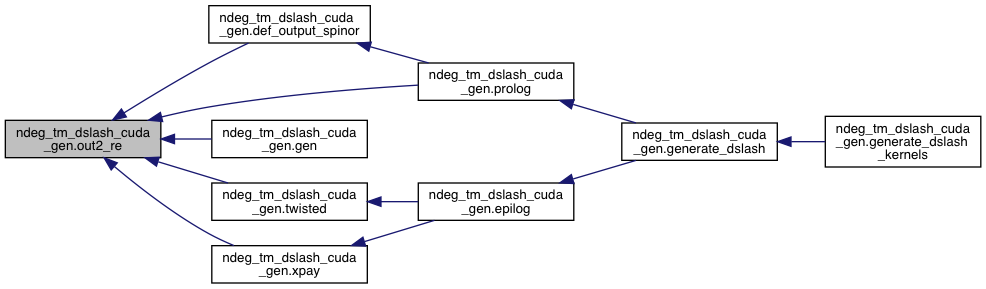 ndeg_tm_dslash_cuda
_gen.out2_re
ndeg_tm_dslash_cuda
_gen.def_output_spinor
ndeg_tm_dslash_cuda
_gen.prolog
ndeg_tm_dslash_cuda
_gen.gen
ndeg_tm_dslash_cuda
_gen.twisted
ndeg_tm_dslash_cuda
_gen.xpay
ndeg_tm_dslash_cuda
_gen.epilog
ndeg_tm_dslash_cuda
_gen.generate_dslash
ndeg_tm_dslash_cuda
_gen.generate_dslash
_kernels